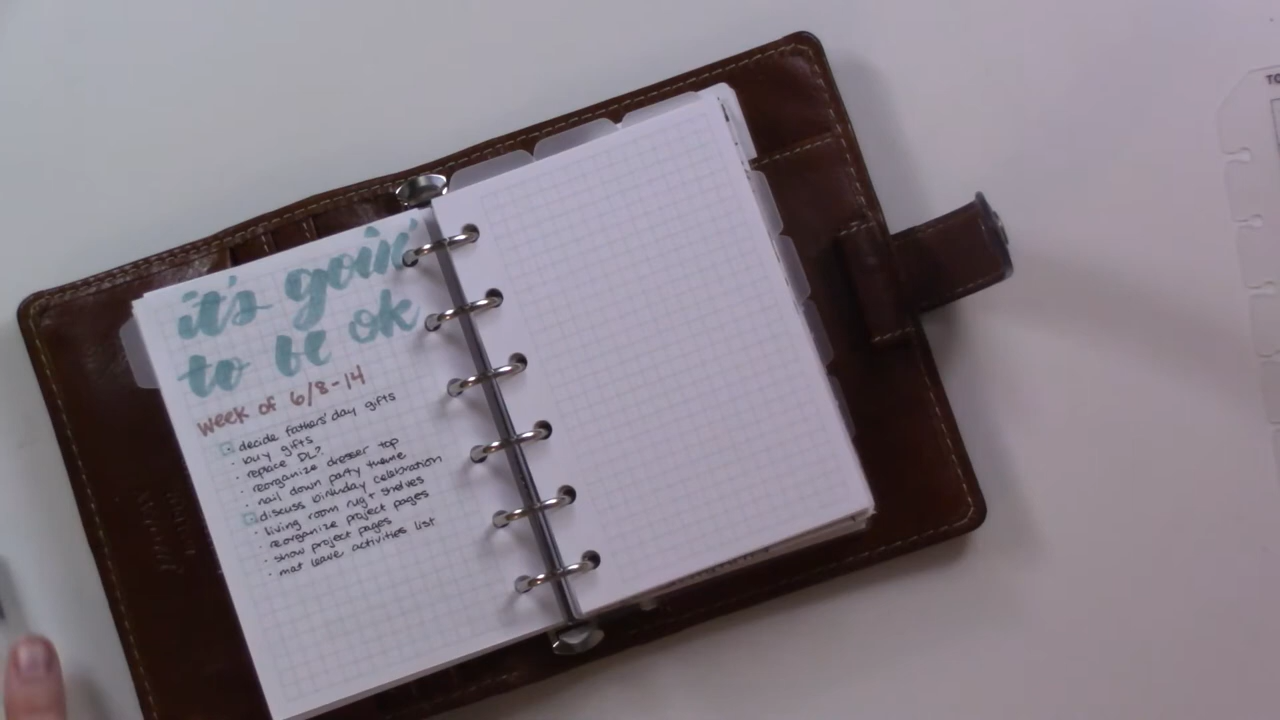 it's goin'
to be ok
week of 6/8-14
decide fathers' day gifts
· buy gifts
· replace DL?
· reorganize dresser top
· nail down party theme
discuss birthday celebration
· living room rug + shelves
· reorganize project pages
· show project pages
· mat leave activities list